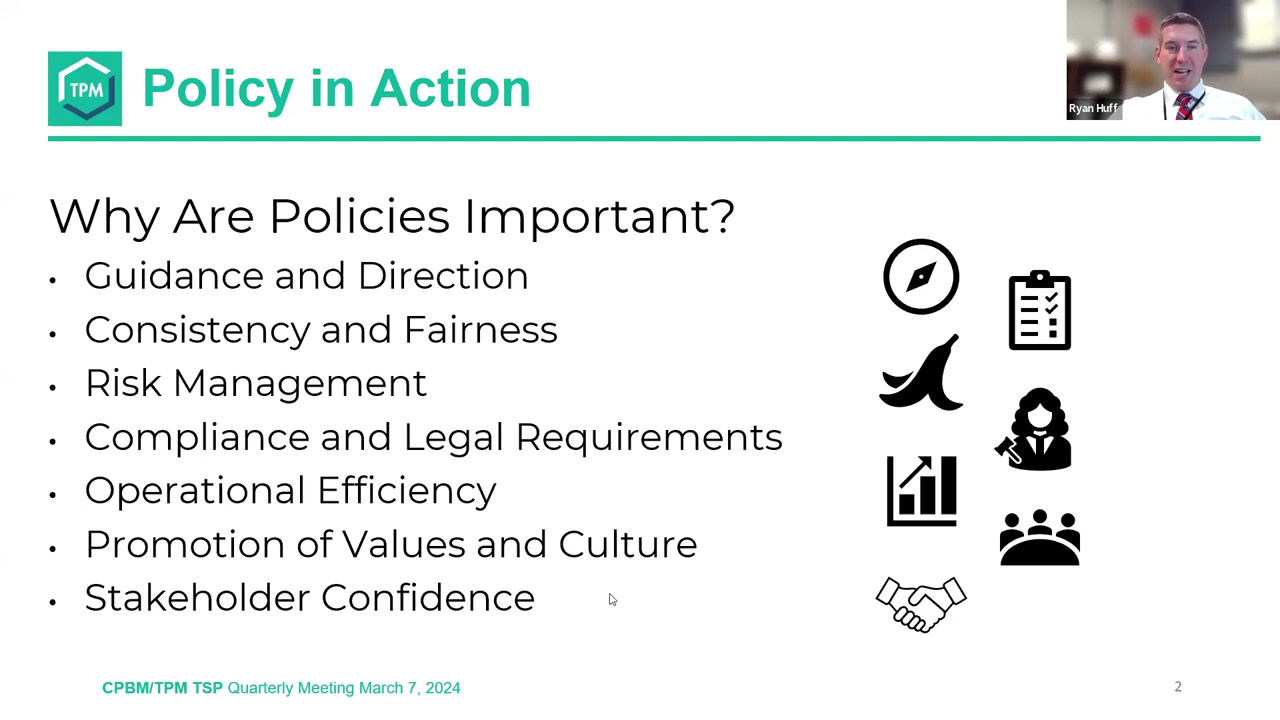 TPM
Policy in Action
Ryan Huff
Why Are Policies Important?
• Guidance and Direction
• Consistency and Fairness
• Risk Management
• Compliance and Legal Requirements
• Operational Efficiency
• Promotion of Values and Culture
• Stakeholder Confidence
CPBM/TPM TSP Quarterly Meeting March 7, 2024
2